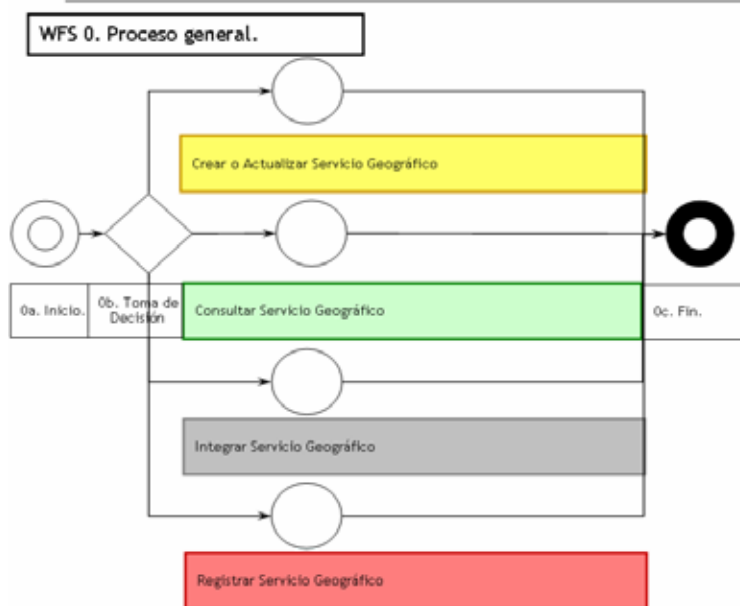 WFS 0. Proceso general.
Crear o Actualizar Servicio Geográfico
0a. Inicio.
0b. Toma de
Decisión
Consultar Servicio Geográfico
0c. Fin.
Integrar Servicio Geográfico
Registrar Servicio Geográfico